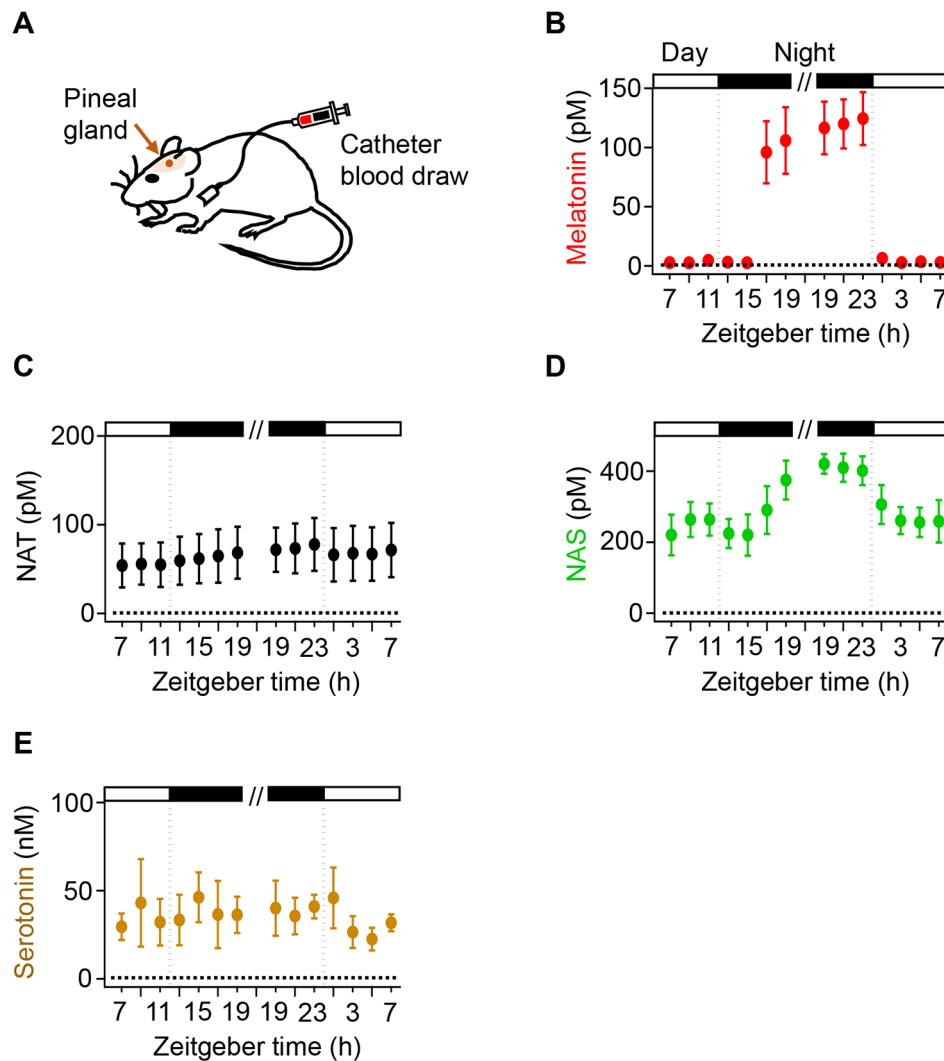 A
Pineal
gland
Catheter
blood draw
B
Day Night
//
150
100
50
0
Melatonin (pM)
7 11 15 19 19 23 3 7
Zeitgeber time (h)
C
//
200
100
0
NAT (pM)
7 11 15 19 19 23 3 7
Zeitgeber time (h)
D
//
400
200
0
NAS (pM)
7 11 15 19 19 23 3 7
Zeitgeber time (h)
E
//
100
50
0
Serotonin (nM)
7 11 15 19 19 23 3 7
Zeitgeber time (h)